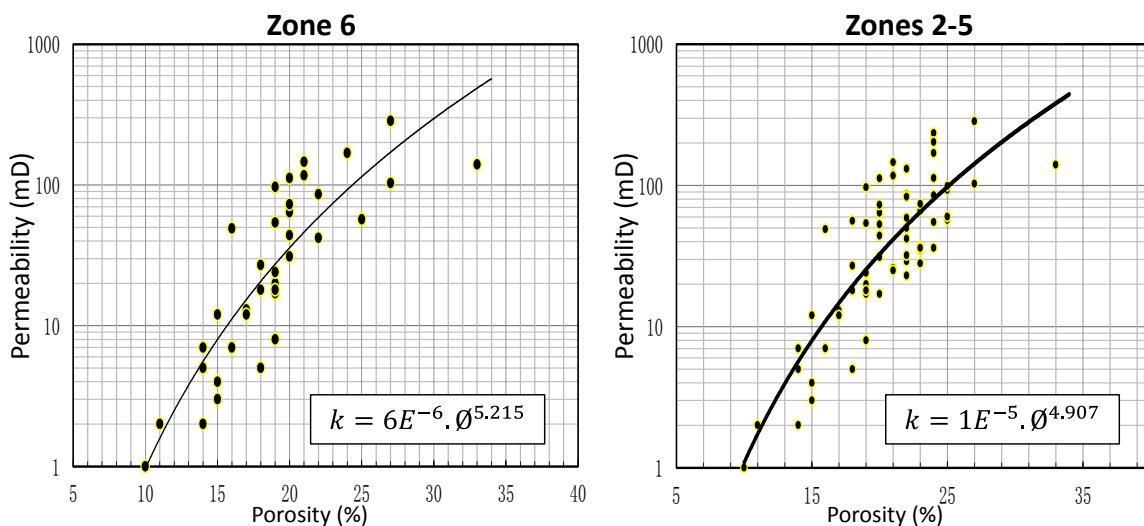 Zone 6
1000
100
10
1
Permeability (mD)
5 10 15 20 25 30 35 40
Porosity (%)
k = 6E⁻⁶.Ø⁵·²¹⁵
Zones 2-5
1000
100
10
1
Permeability (mD)
5 15 25 35
Porosity (%)
k = 1E⁻⁵.Ø⁴·⁹⁰⁷